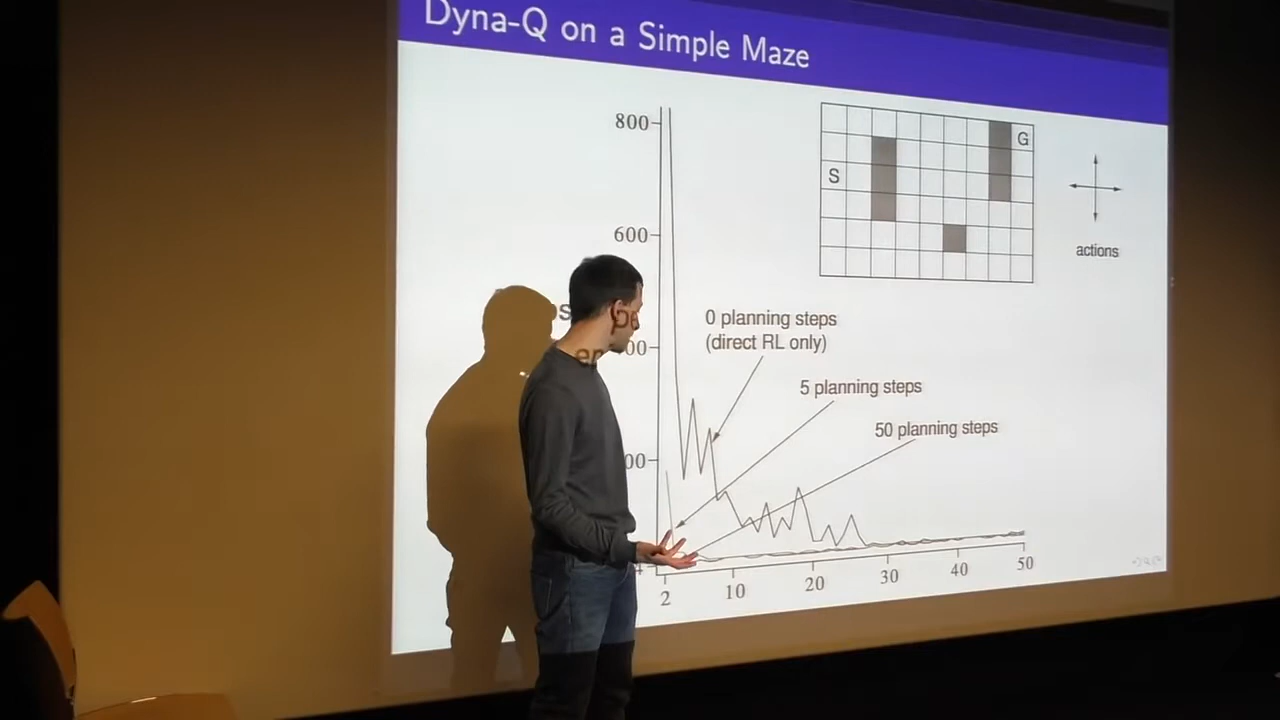 Dyna-Q on a Simple Maze
800
600
G
S
actions
0 planning steps
(direct RL only)
5 planning steps
50 planning steps
2
10
20
30
40
50